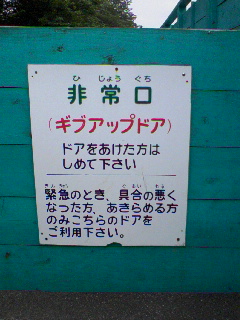 ひ じょう ぐち
非常口
(ギブアップドア)
ドアをあけた方は
しめて下さい
きんきゅう ぐあい わる
緊急のとき、具合の悪く
なった方、あきらめる方
のみこちらのドアを
ご利用下さい。